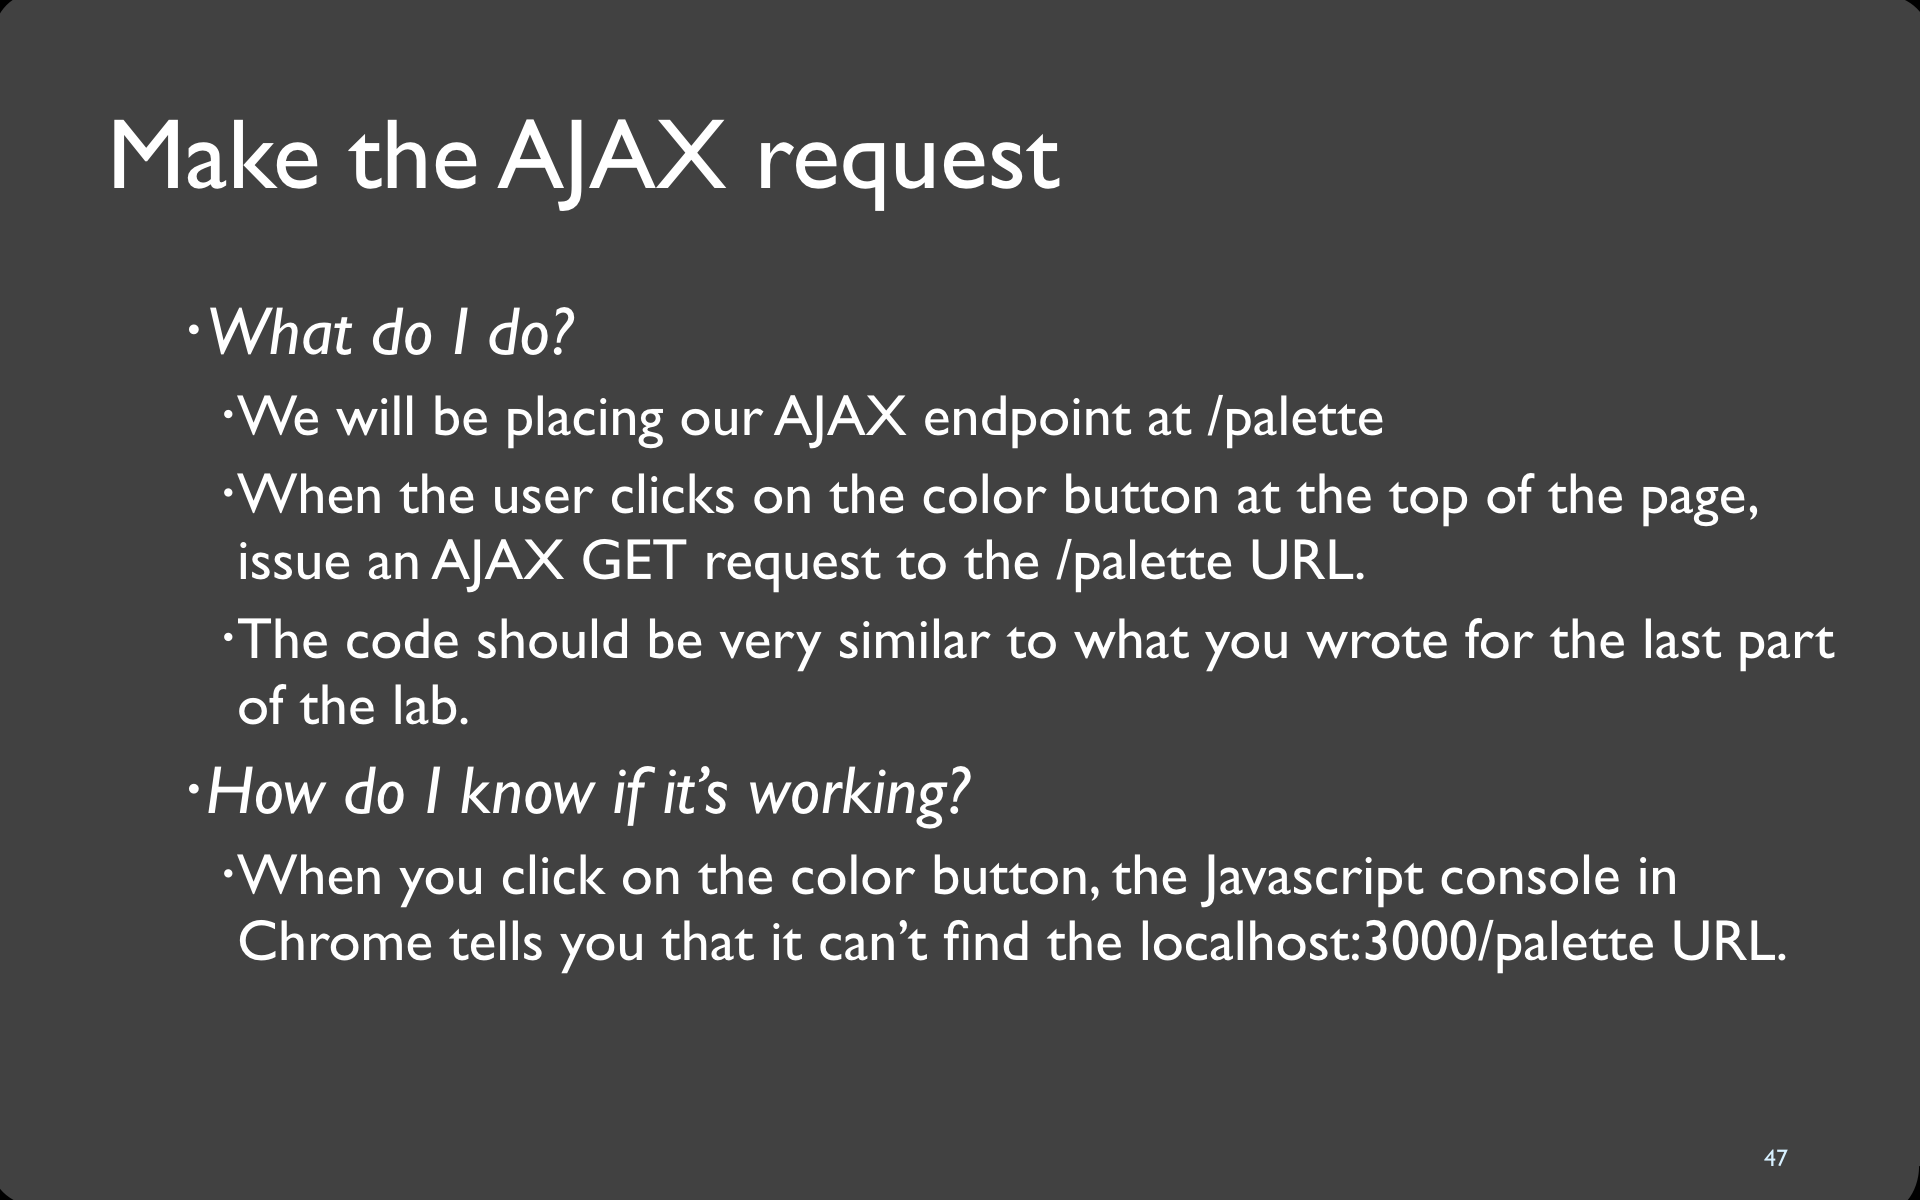 Make the AJAX request
·What do I do?
·We will be placing our AJAX endpoint at /palette
·When the user clicks on the color button at the top of the page,
issue an AJAX GET request to the /palette URL.
·The code should be very similar to what you wrote for the last part
of the lab.
·How do I know if it’s working?
·When you click on the color button, the Javascript console in
Chrome tells you that it can’t find the localhost:3000/palette URL.
47